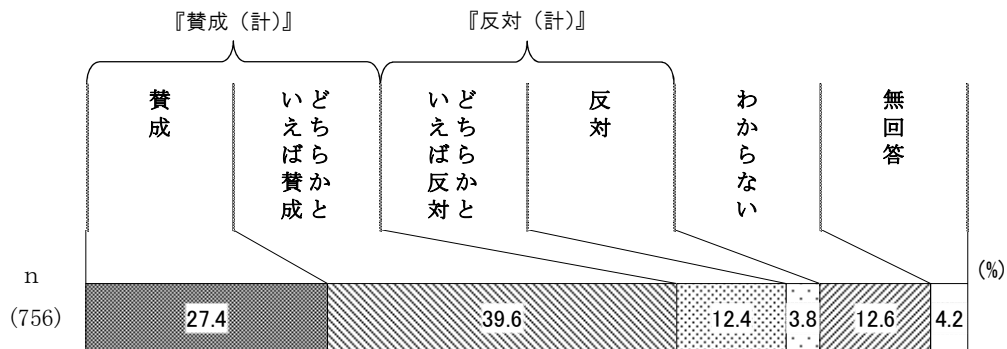 『賛成（計）』
『反対（計）』
賛成
どちらかと
いえば賛成
どちらかと
いえば反対
反対
わからない
無回答
(%)
n
(756)
27.4
39.6
12.4
3.8
12.6
4.2